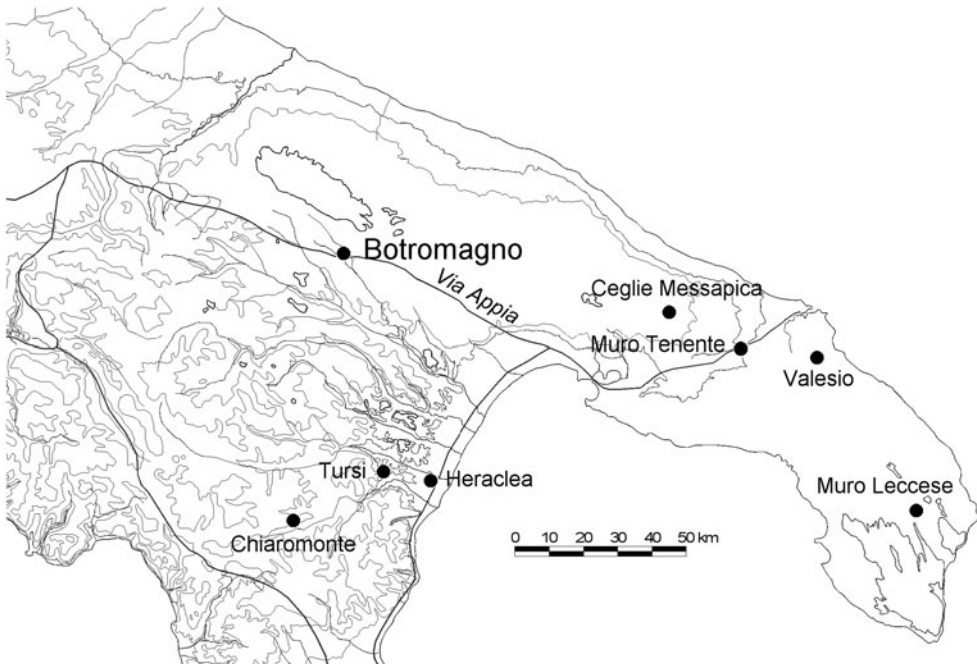 Botromagno
Via Appia
Ceglie Messapica
Muro Tenente
Valesio
Tursi
Heraclea
Muro Leccese
Chiaromonte
0 10 20 30 40 50 km